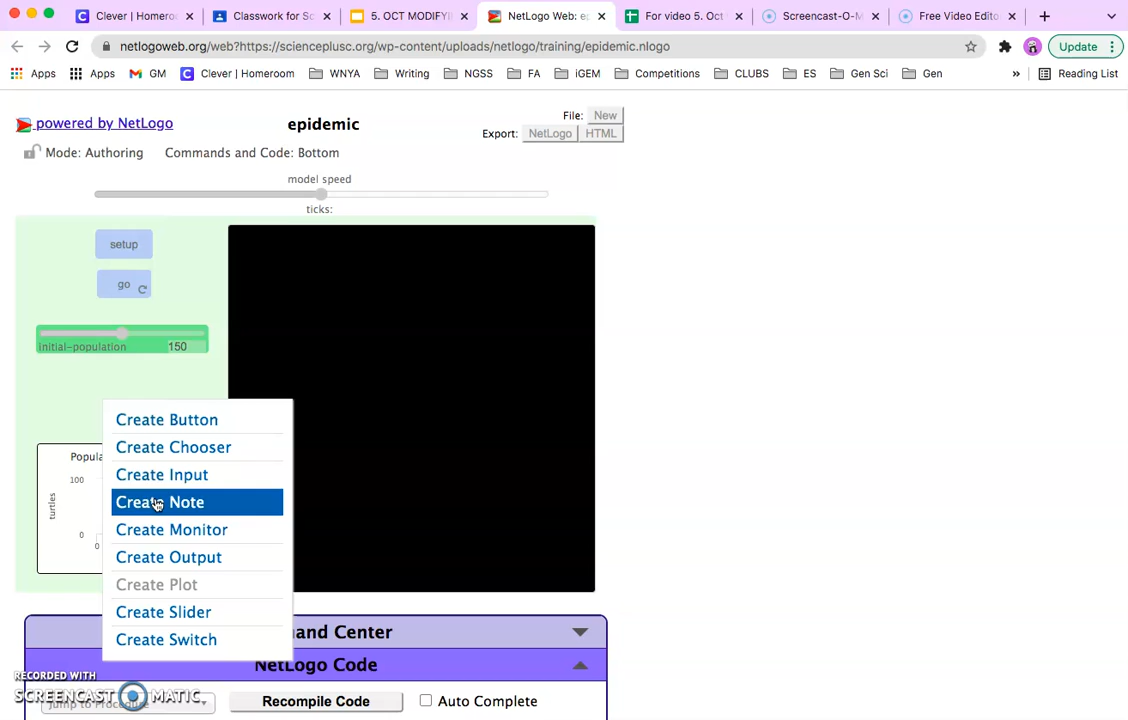 Clever | Homeroo
Classwork for Sc
5. OCT MODIFYI
NetLogo Web: e
For video 5. Oct
Screencast-O-M
Free Video Edito
netlogoweb.org/web?https://scienceplusc.org/wp-content/uploads/netlogo/training/epidemic.nlogo
Update
Apps Apps GM Clever | Homeroom WNYA Writing NGSS FA iGEM Competitions CLUBS ES Gen Sci Gen » Reading List
powered by NetLogo
epidemic
File: New
Export: NetLogo HTML
Mode: Authoring Commands and Code: Bottom
model speed
ticks:
setup
go
initial-population 150
Popula
100
turtles
0
0
Create Button
Create Chooser
Create Input
Create Note
Create Monitor
Create Output
Create Plot
Create Slider
Create Switch
and Center
NetLogo Code
RECORDED WITH
SCREENCAST MATIC
Jump to Procedure
Recompile Code
Auto Complete